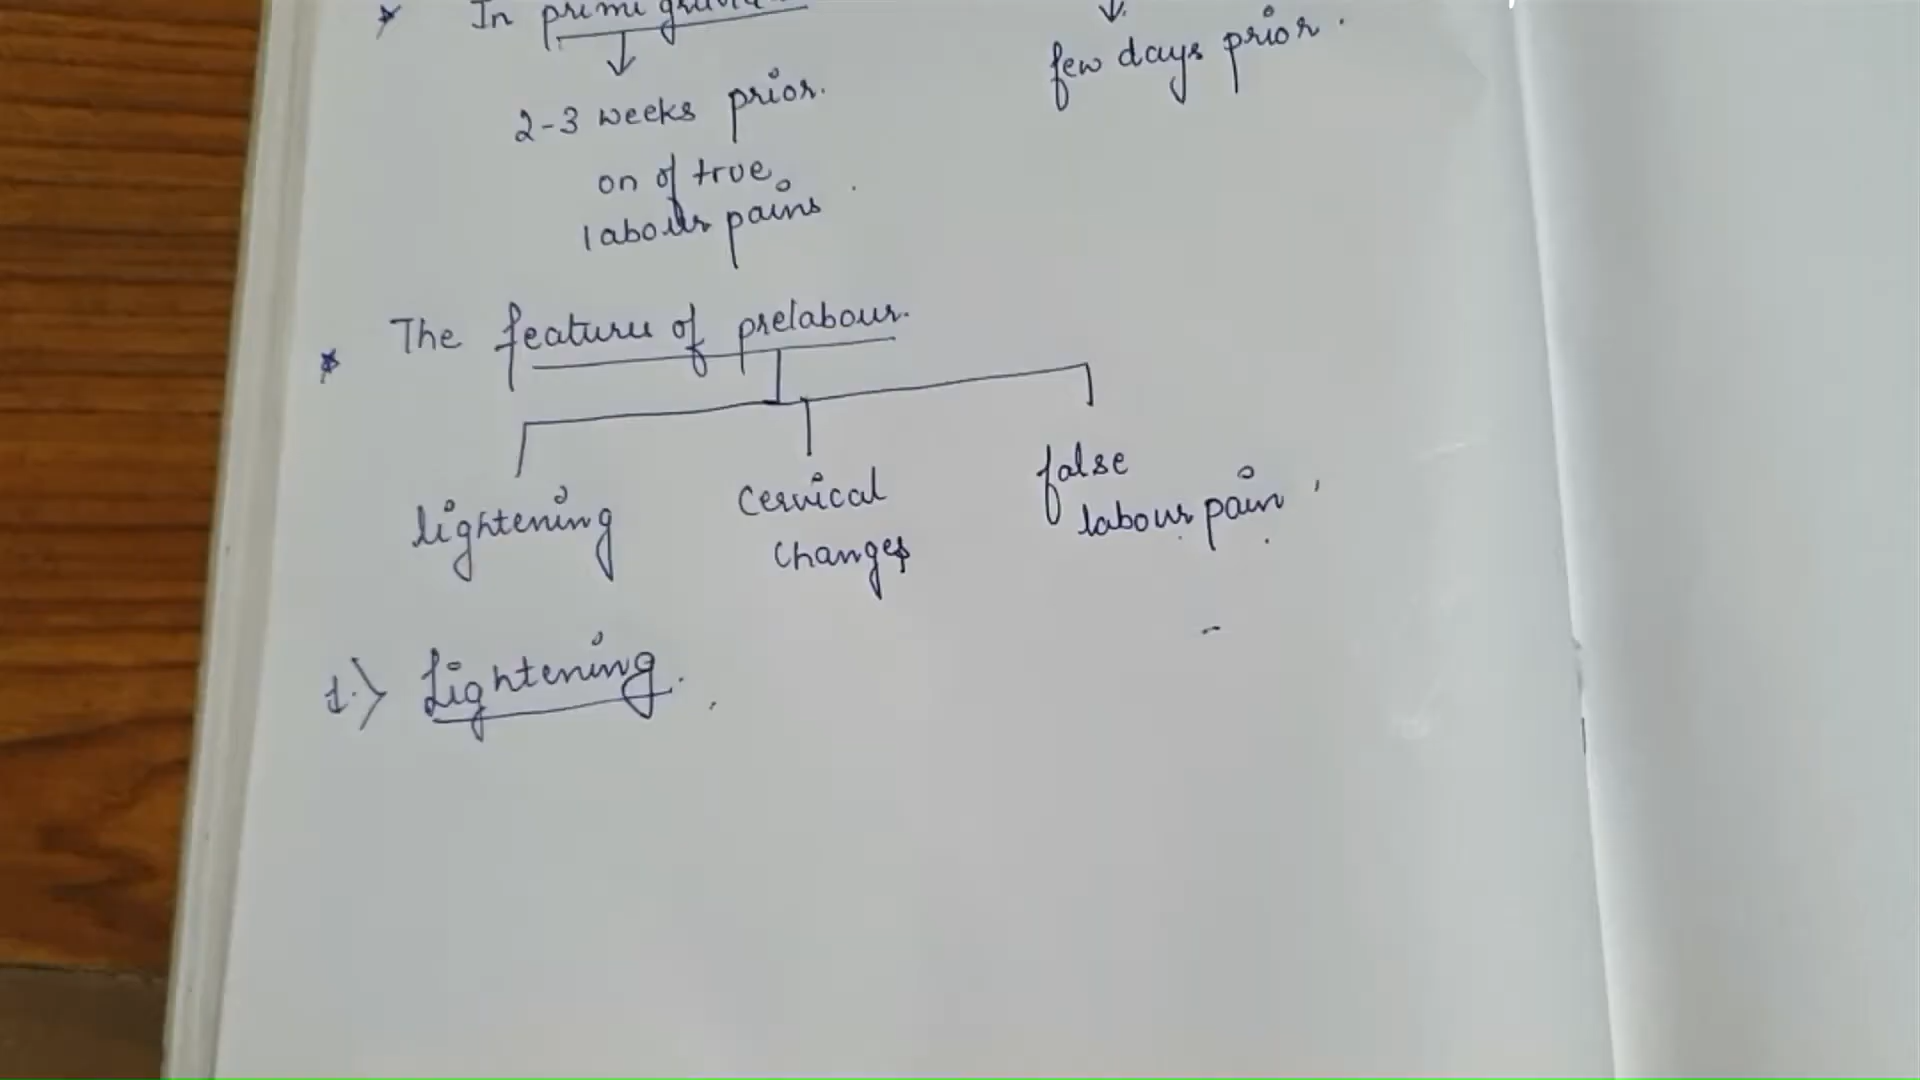 In primi
few days prior.
2-3 weeks prior.
on of true
labour pains
The feature of prelabour.
lightening
Cervical
changes
false
labour pain
1.) Lightening.